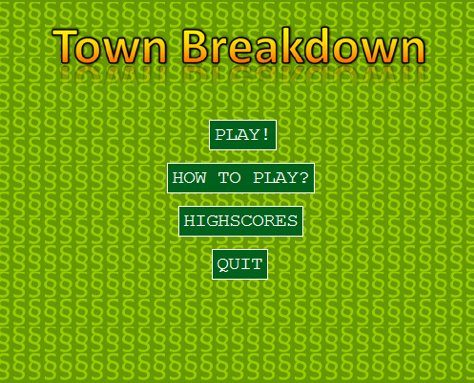 Town Breakdown
PLAY!
HOW TO PLAY?
HIGHSCORES
QUIT